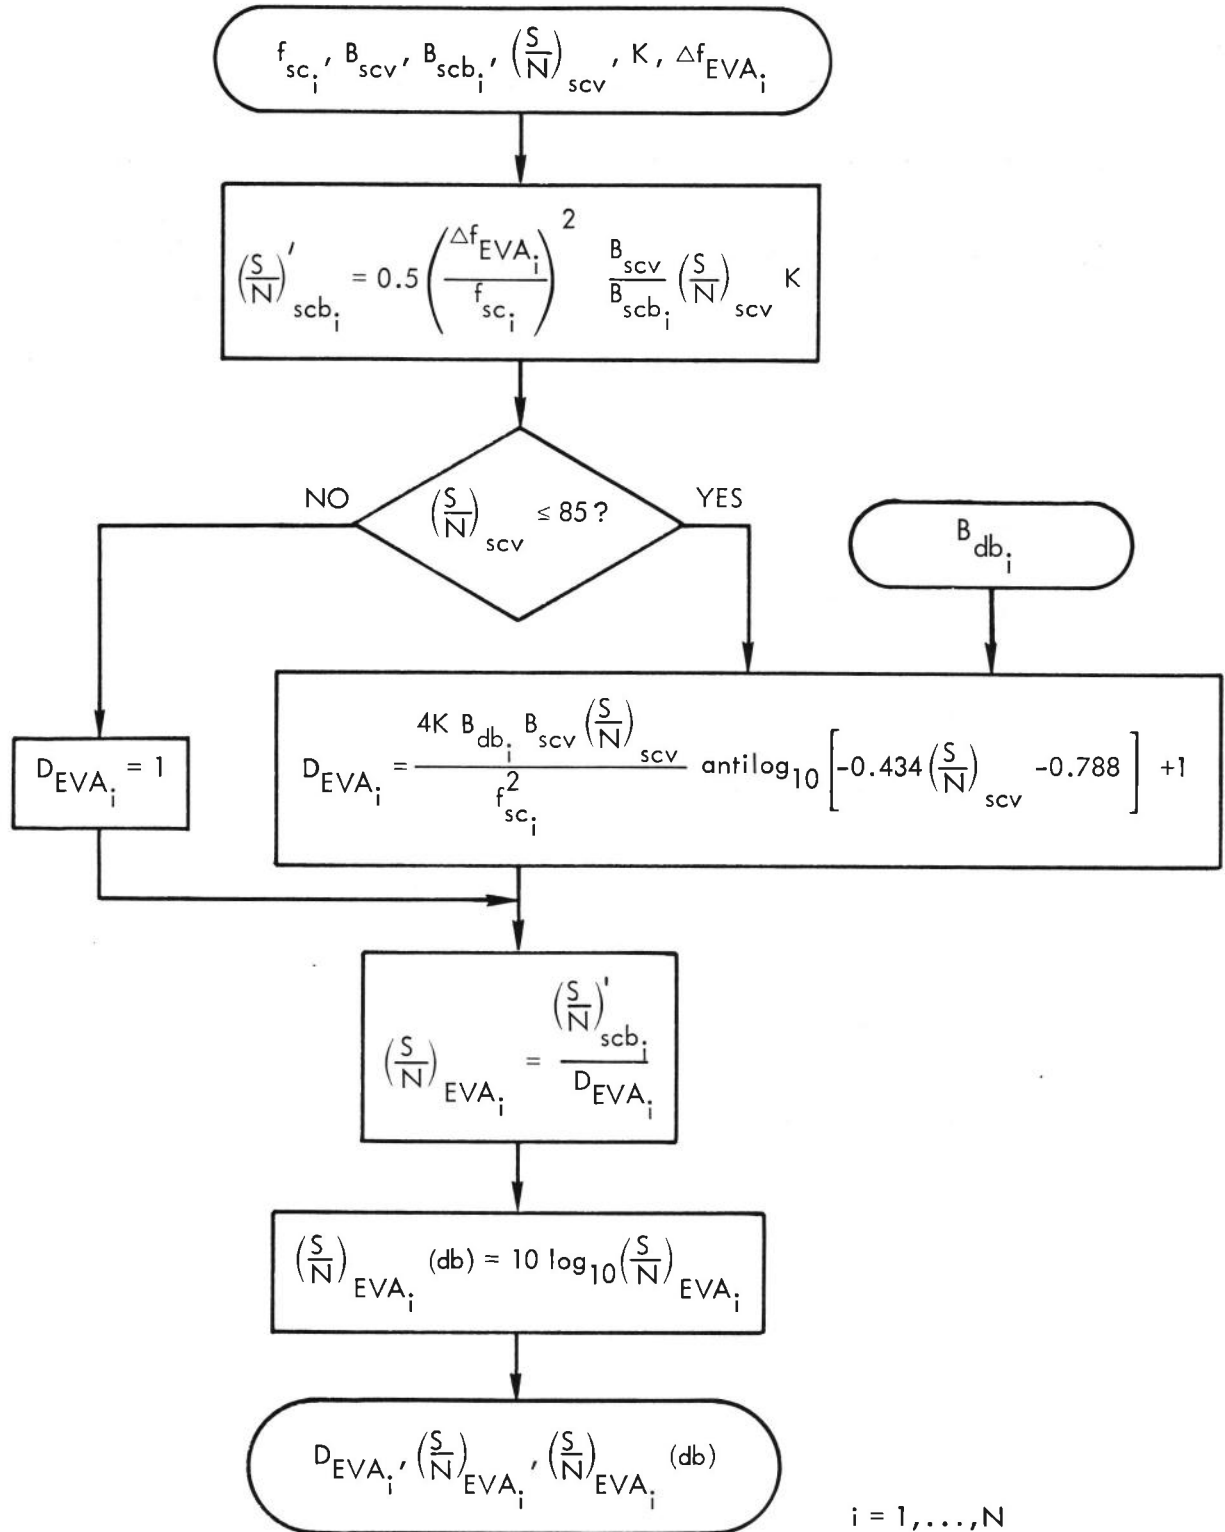 f_sc_i, B_scv, B_scb_i, (S/N)_scv, K, Δf_EVA_i
(S/N)'_scb_i = 0.5 (Δf_EVA_i / f_sc_i)^2 B_scv/B_scb_i (S/N)_scv K
NO
(S/N)_scv ≤ 85?
YES
B_db_i
D_EVA_i = 1
D_EVA_i = 4K B_db_i B_scv (S/N)_scv / f^2_sc_i antilog_10 [-0.434 (S/N)_scv -0.788] +1
(S/N)_EVA_i = (S/N)'_scb_i / D_EVA_i
(S/N)_EVA_i (db) = 10 log_10 (S/N)_EVA_i
D_EVA_i, (S/N)_EVA_i, (S/N)_EVA_i (db)
i = 1,...,N